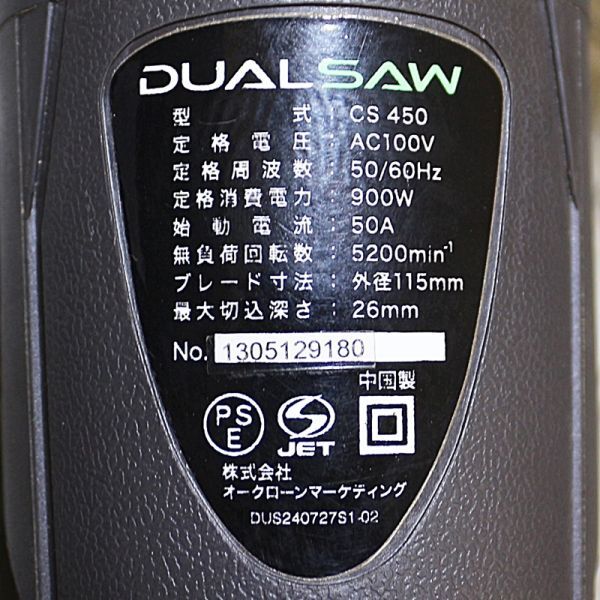 DUALSAW
型式：CS 450
定格電圧：AC100V
定格周波数：50/60Hz
定格消費電力：900W
始動電流：50A
無負荷回転数：5200min⁻¹
ブレード寸法：外径115mm
最大切込深さ：26mm
No. 1305129180
中国製
PS
E
JET
株式会社
オークローンマーケティング
DUS240727S1-02